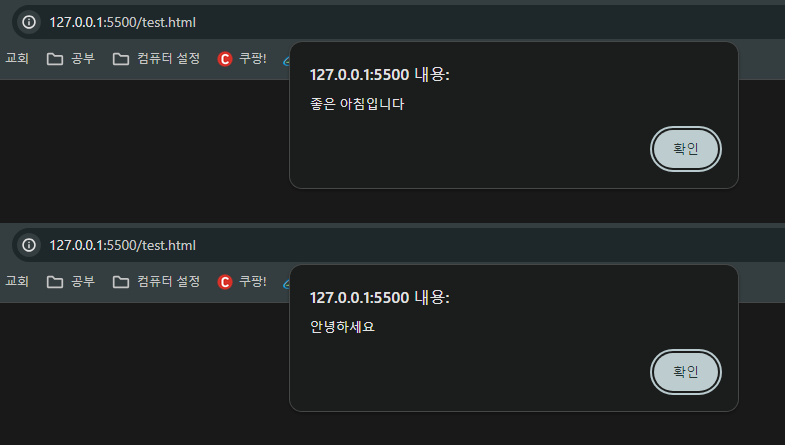 127.0.0.1:5500/test.html
교회 공부 컴퓨터 설정 C 쿠팡!
127.0.0.1:5500 내용:
좋은 아침입니다
확인
127.0.0.1:5500/test.html
교회 공부 컴퓨터 설정 C 쿠팡!
127.0.0.1:5500 내용:
안녕하세요
확인